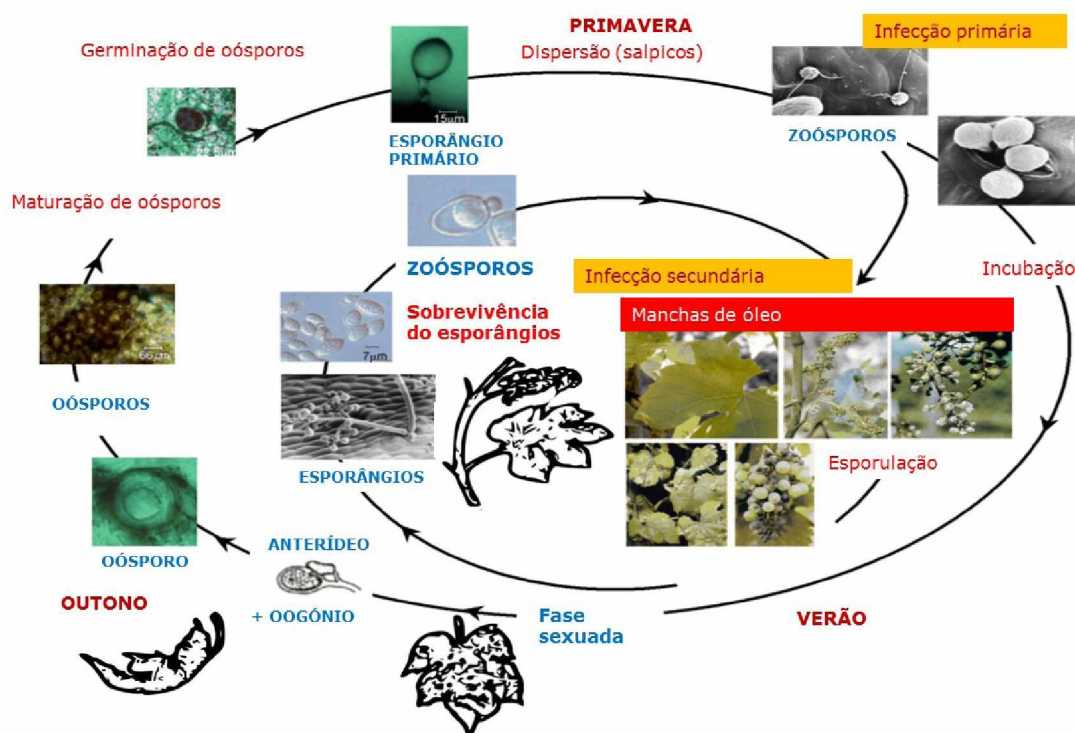 PRIMAVERA
Germinação de oósporos
Dispersão (salpicos)
Infecção primária
15µm
ESPORÂNGIO
PRIMÁRIO
ZOÓSPOROS
Maturação de oósporos
ZOÓSPOROS
Infecção secundária
Incubação
Manchas de óleo
Sobrevivência
do esporângios
7µm
66µm
OÓSPOROS
ESPORÂNGIOS
Esporulação
OÓSPORO
ANTERÍDEO
+ OOGÓNIO
OUTONO
Fase
sexuada
VERÃO